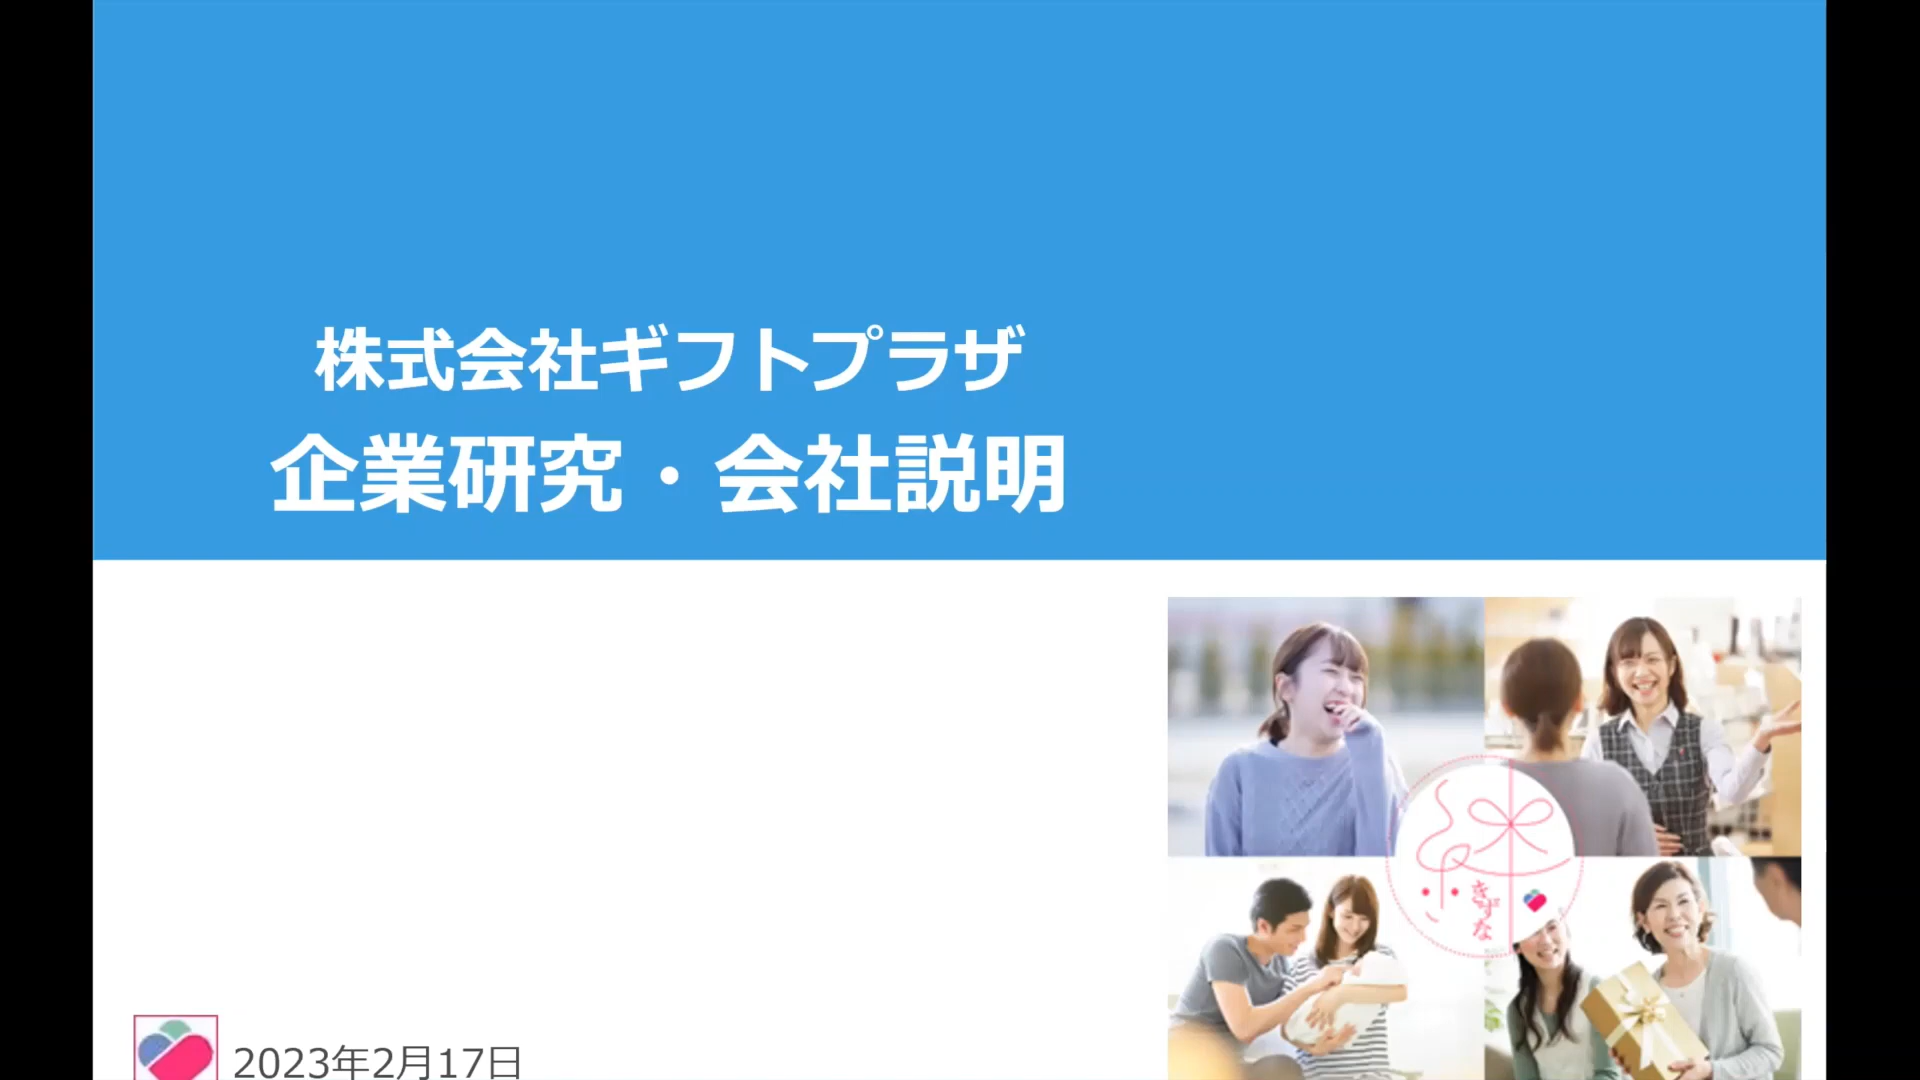 株式会社ギフトプラザ
企業研究・会社説明
絆
きずな
2023年2月17日